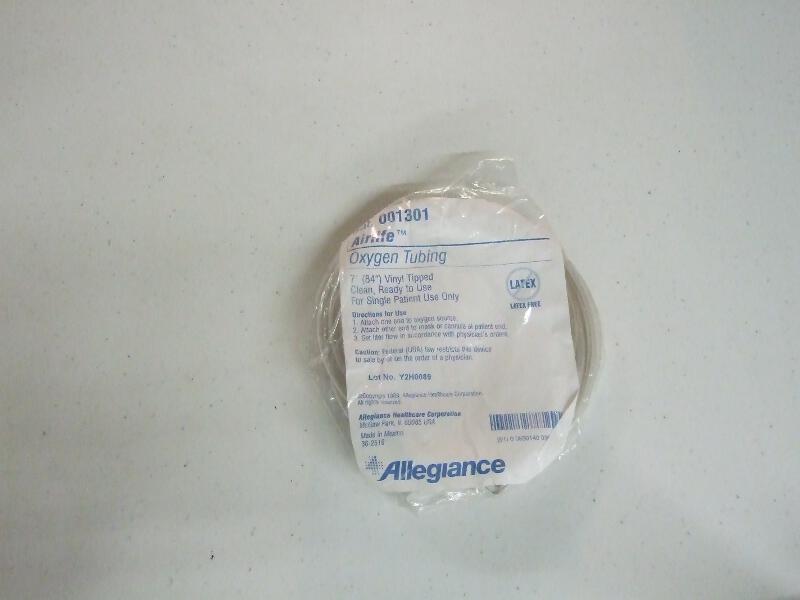 001301
Airlife™
Oxygen Tubing
7' (84") Vinyl Tipped
Clean, Ready to Use
For Single Patient Use Only
LATEX
LATEX FREE
Directions for Use
1. Attach one end to oxygen source.
2. Attach other end to mask or cannula at patient end.
3. Set liter flow in accordance with physician's orders.
Caution: Federal (USA) law restricts this device
to sale by or on the order of a physician.
Lot No. Y2H0089
Allegiance Healthcare Corporation.
All rights reserved.
Allegiance Healthcare Corporation
McGaw Park, IL 60085 USA
Made in Mexico
Allegiance